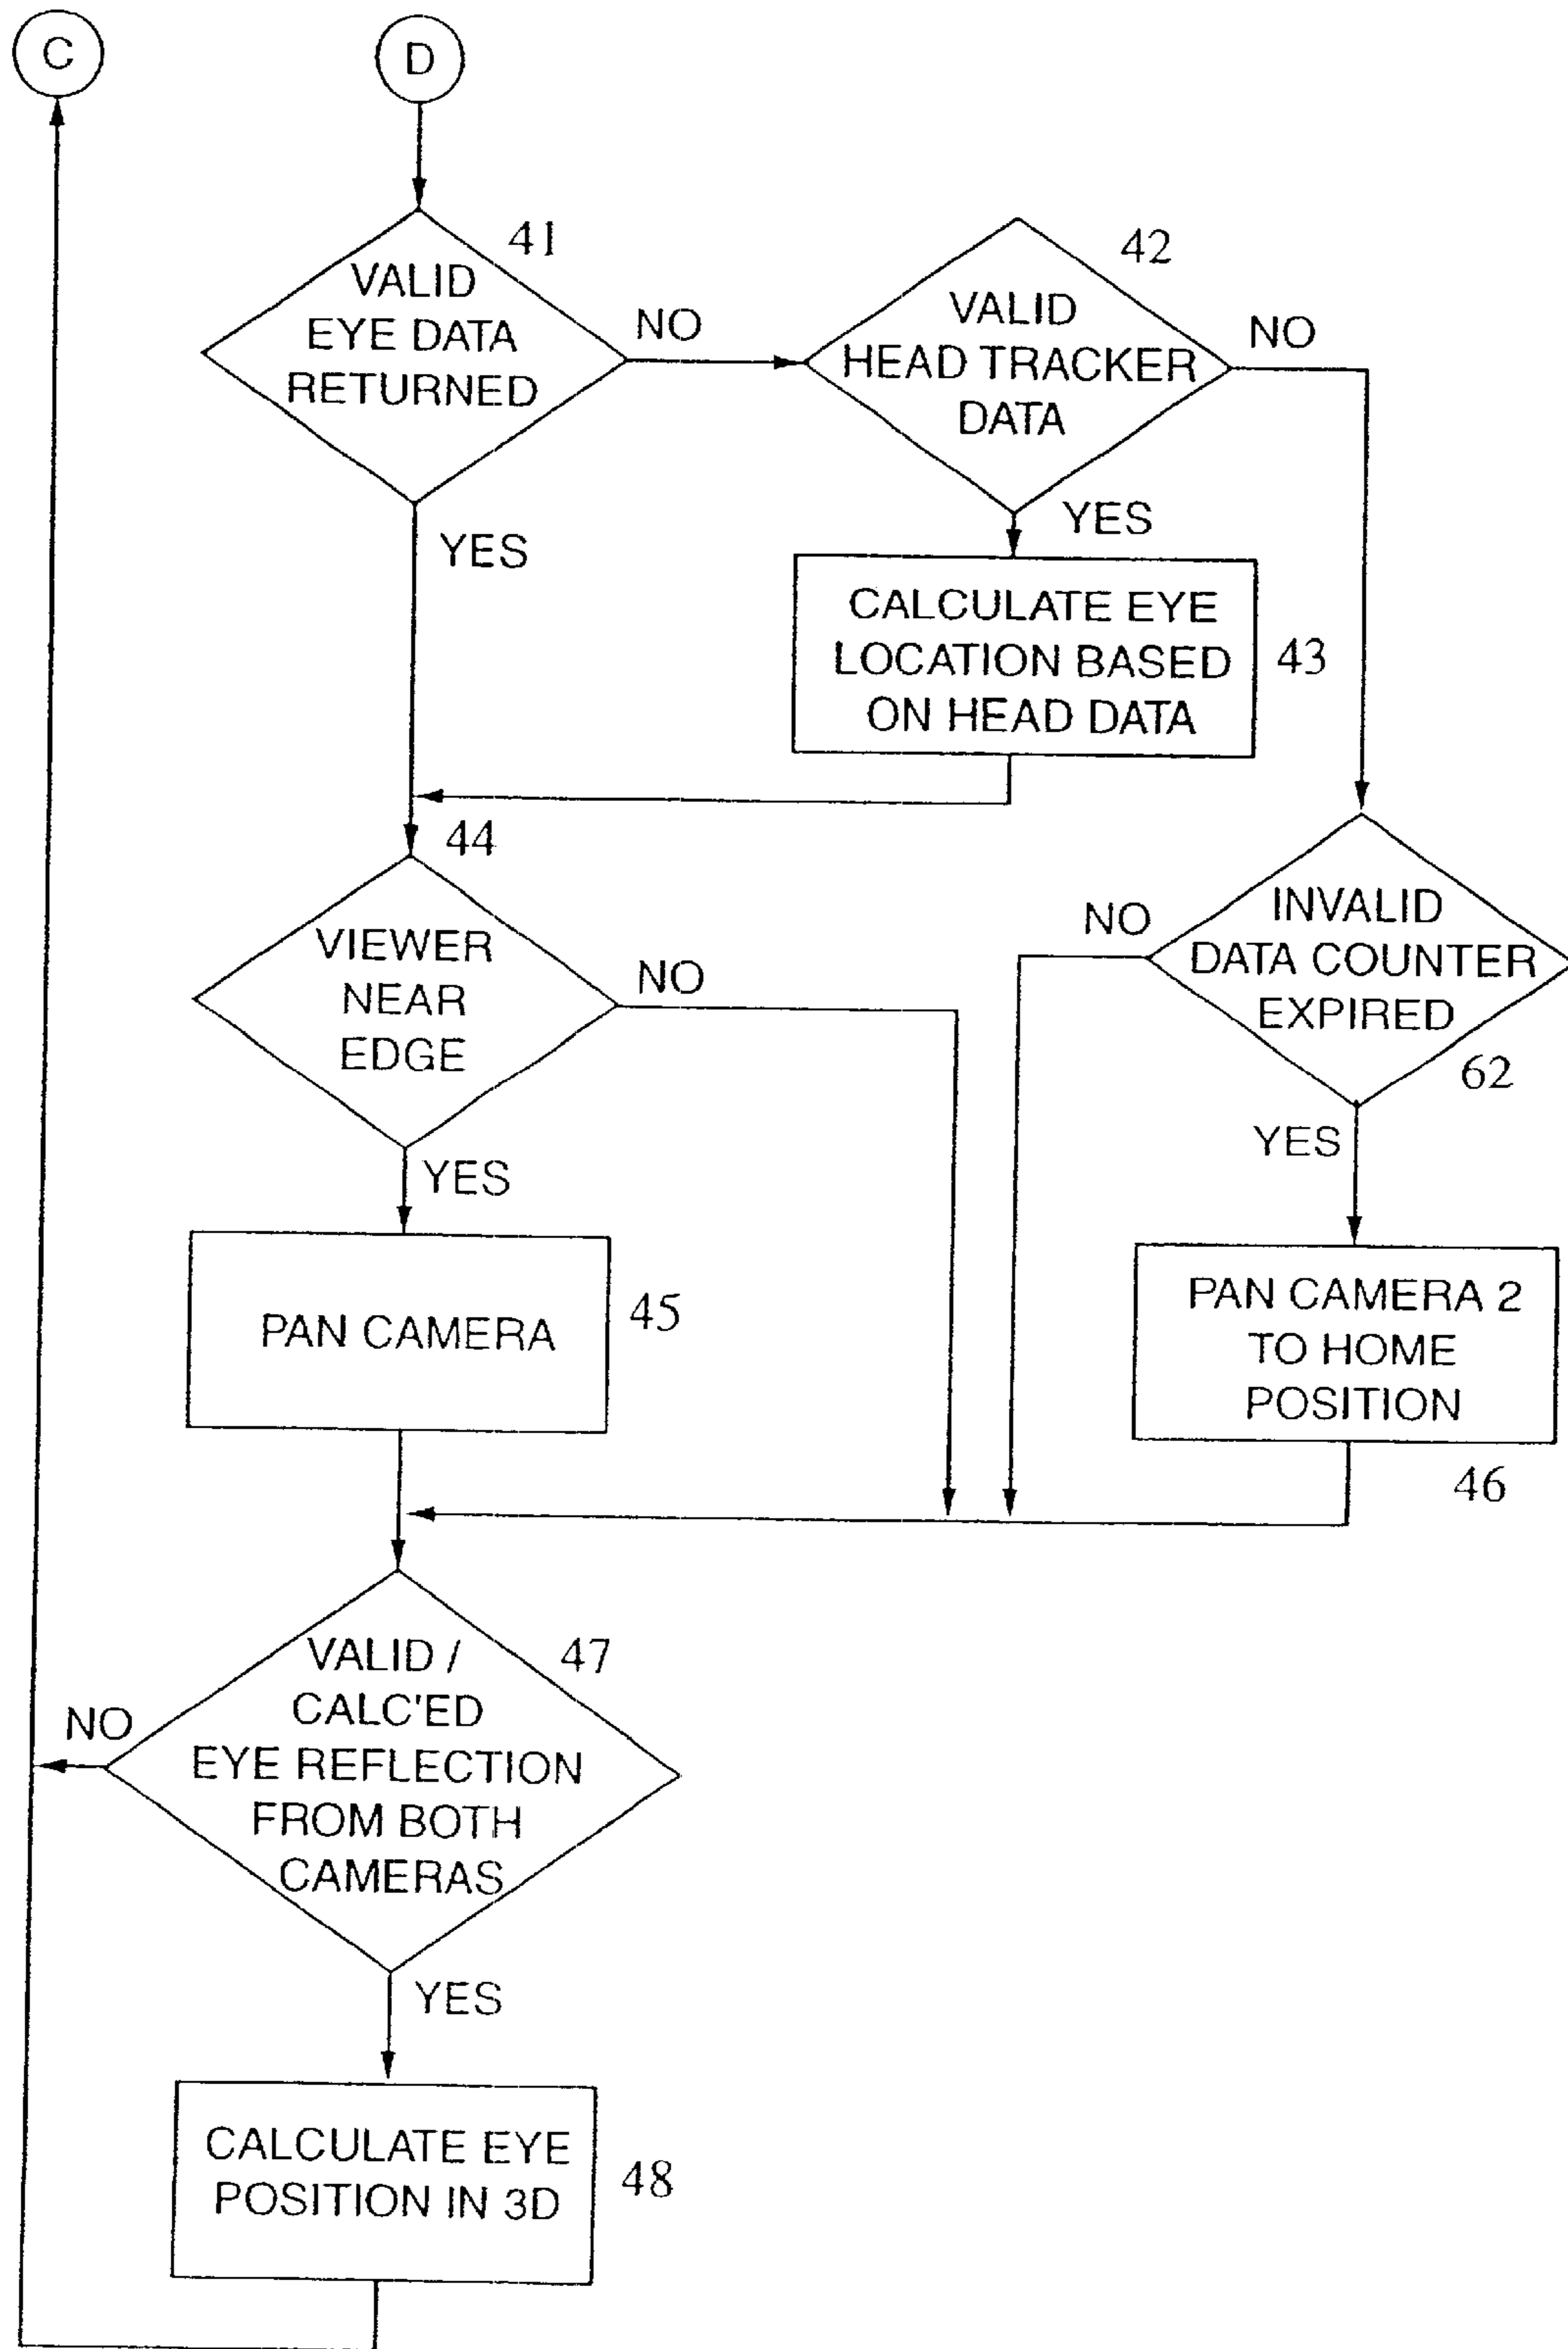 C
D
41
VALID
EYE DATA
RETURNED
NO
YES
42
VALID
HEAD TRACKER
DATA
NO
YES
CALCULATE EYE
LOCATION BASED
ON HEAD DATA
43
44
VIEWER
NEAR
EDGE
NO
YES
NO
INVALID
DATA COUNTER
EXPIRED
62
YES
PAN CAMERA
45
PAN CAMERA 2
TO HOME
POSITION
46
47
VALID /
CALC'ED
EYE REFLECTION
FROM BOTH
CAMERAS
NO
YES
CALCULATE EYE
POSITION IN 3D
48